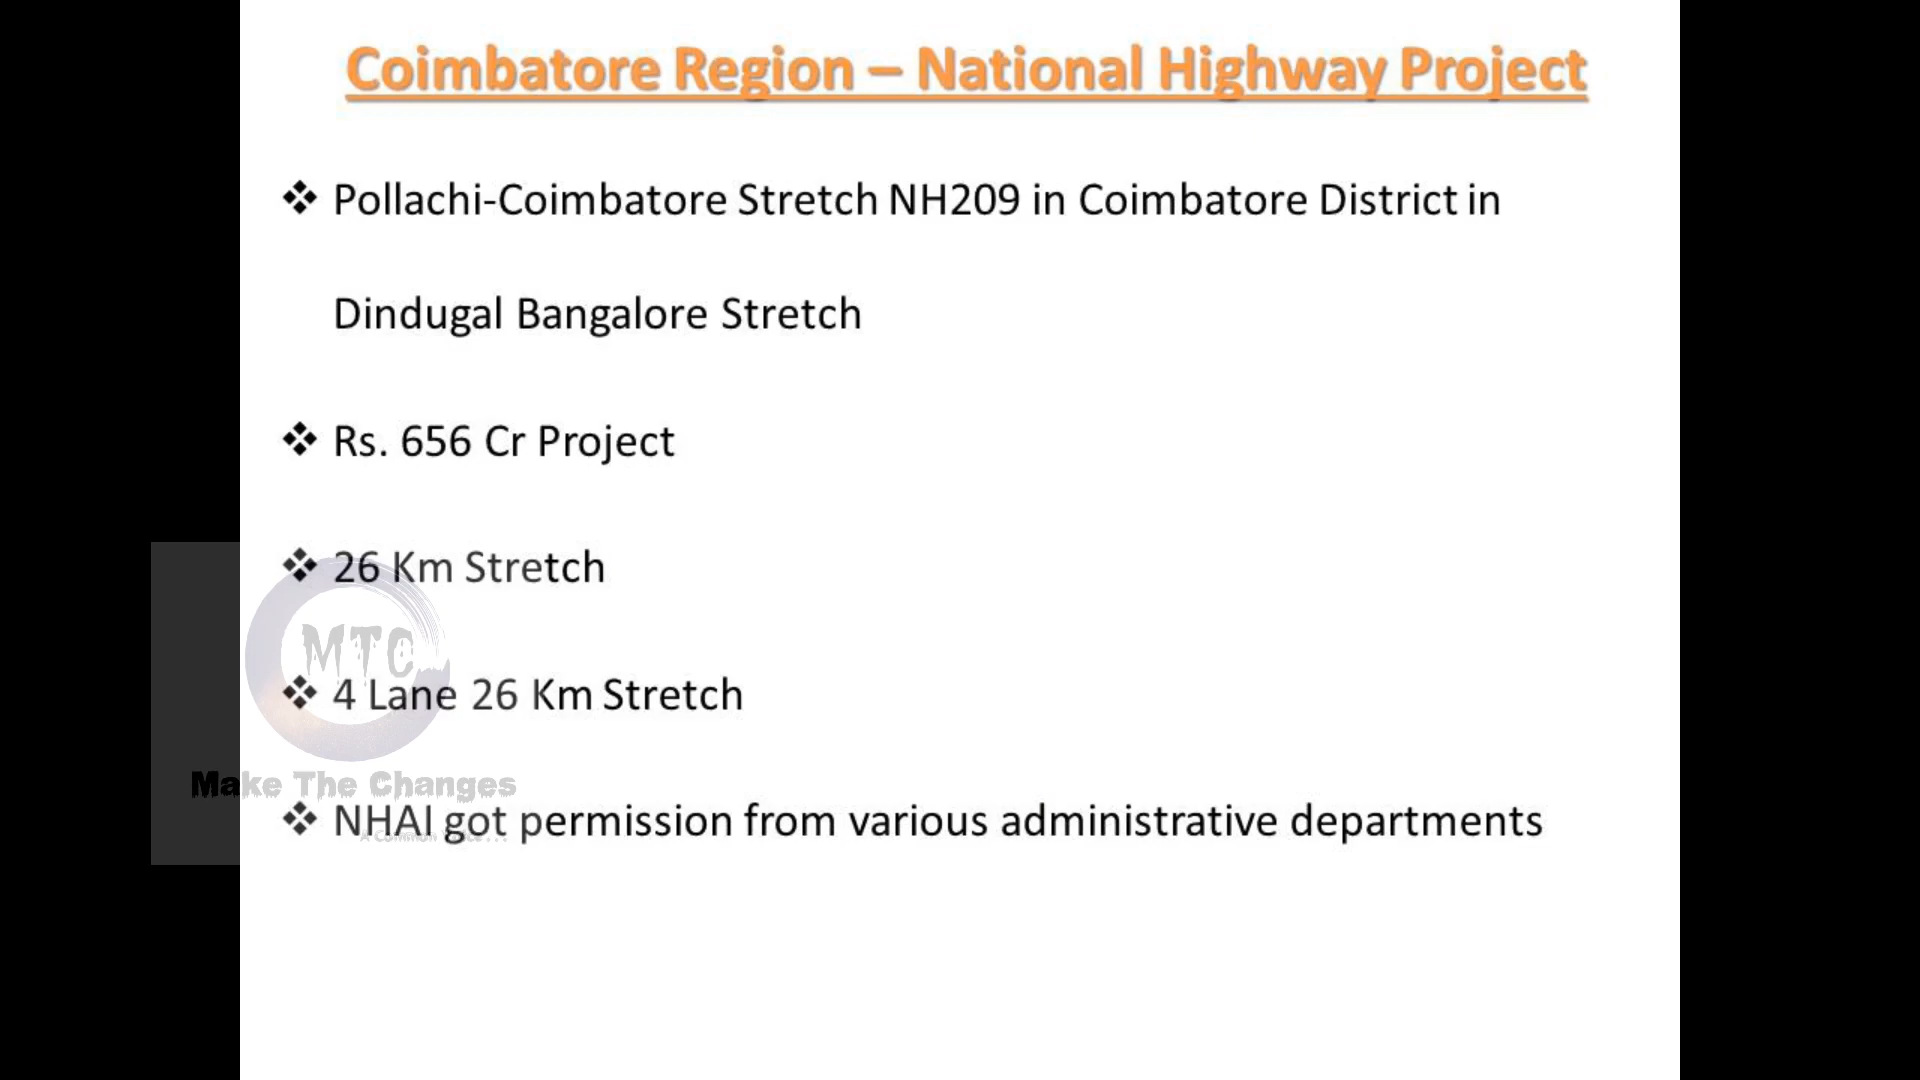 Coimbatore Region – National Highway Project
❖ Pollachi-Coimbatore Stretch NH209 in Coimbatore District in
Dindugal Bangalore Stretch
❖ Rs. 656 Cr Project
❖ 26 Km Stretch
MTC
❖ 4 Lane 26 Km Stretch
Make The Changes
❖ NHAI got permission from various administrative departments